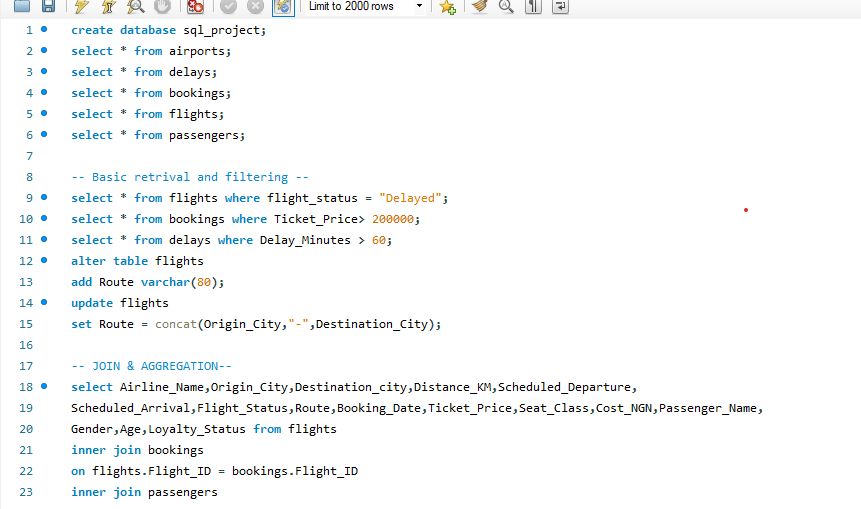 Limit to 2000 rows
1 create database sql_project;
2 select * from airports;
3 select * from delays;
4 select * from bookings;
5 select * from flights;
6 select * from passengers;
7
8 -- Basic retrival and filtering --
9 select * from flights where flight_status = "Delayed";
10 select * from bookings where Ticket_Price> 200000;
11 select * from delays where Delay_Minutes > 60;
12 alter table flights
13 add Route varchar(80);
14 update flights
15 set Route = concat(Origin_City,"-",Destination_City);
16
17 -- JOIN & AGGREGATION--
18 select Airline_Name,Origin_City,Destination_city,Distance_KM,Scheduled_Departure,
19 Scheduled_Arrival,Flight_Status,Route,Booking_Date,Ticket_Price,Seat_Class,Cost_NGN,Passenger_Name,
20 Gender,Age,Loyalty_Status from flights
21 inner join bookings
22 on flights.Flight_ID = bookings.Flight_ID
23 inner join passengers